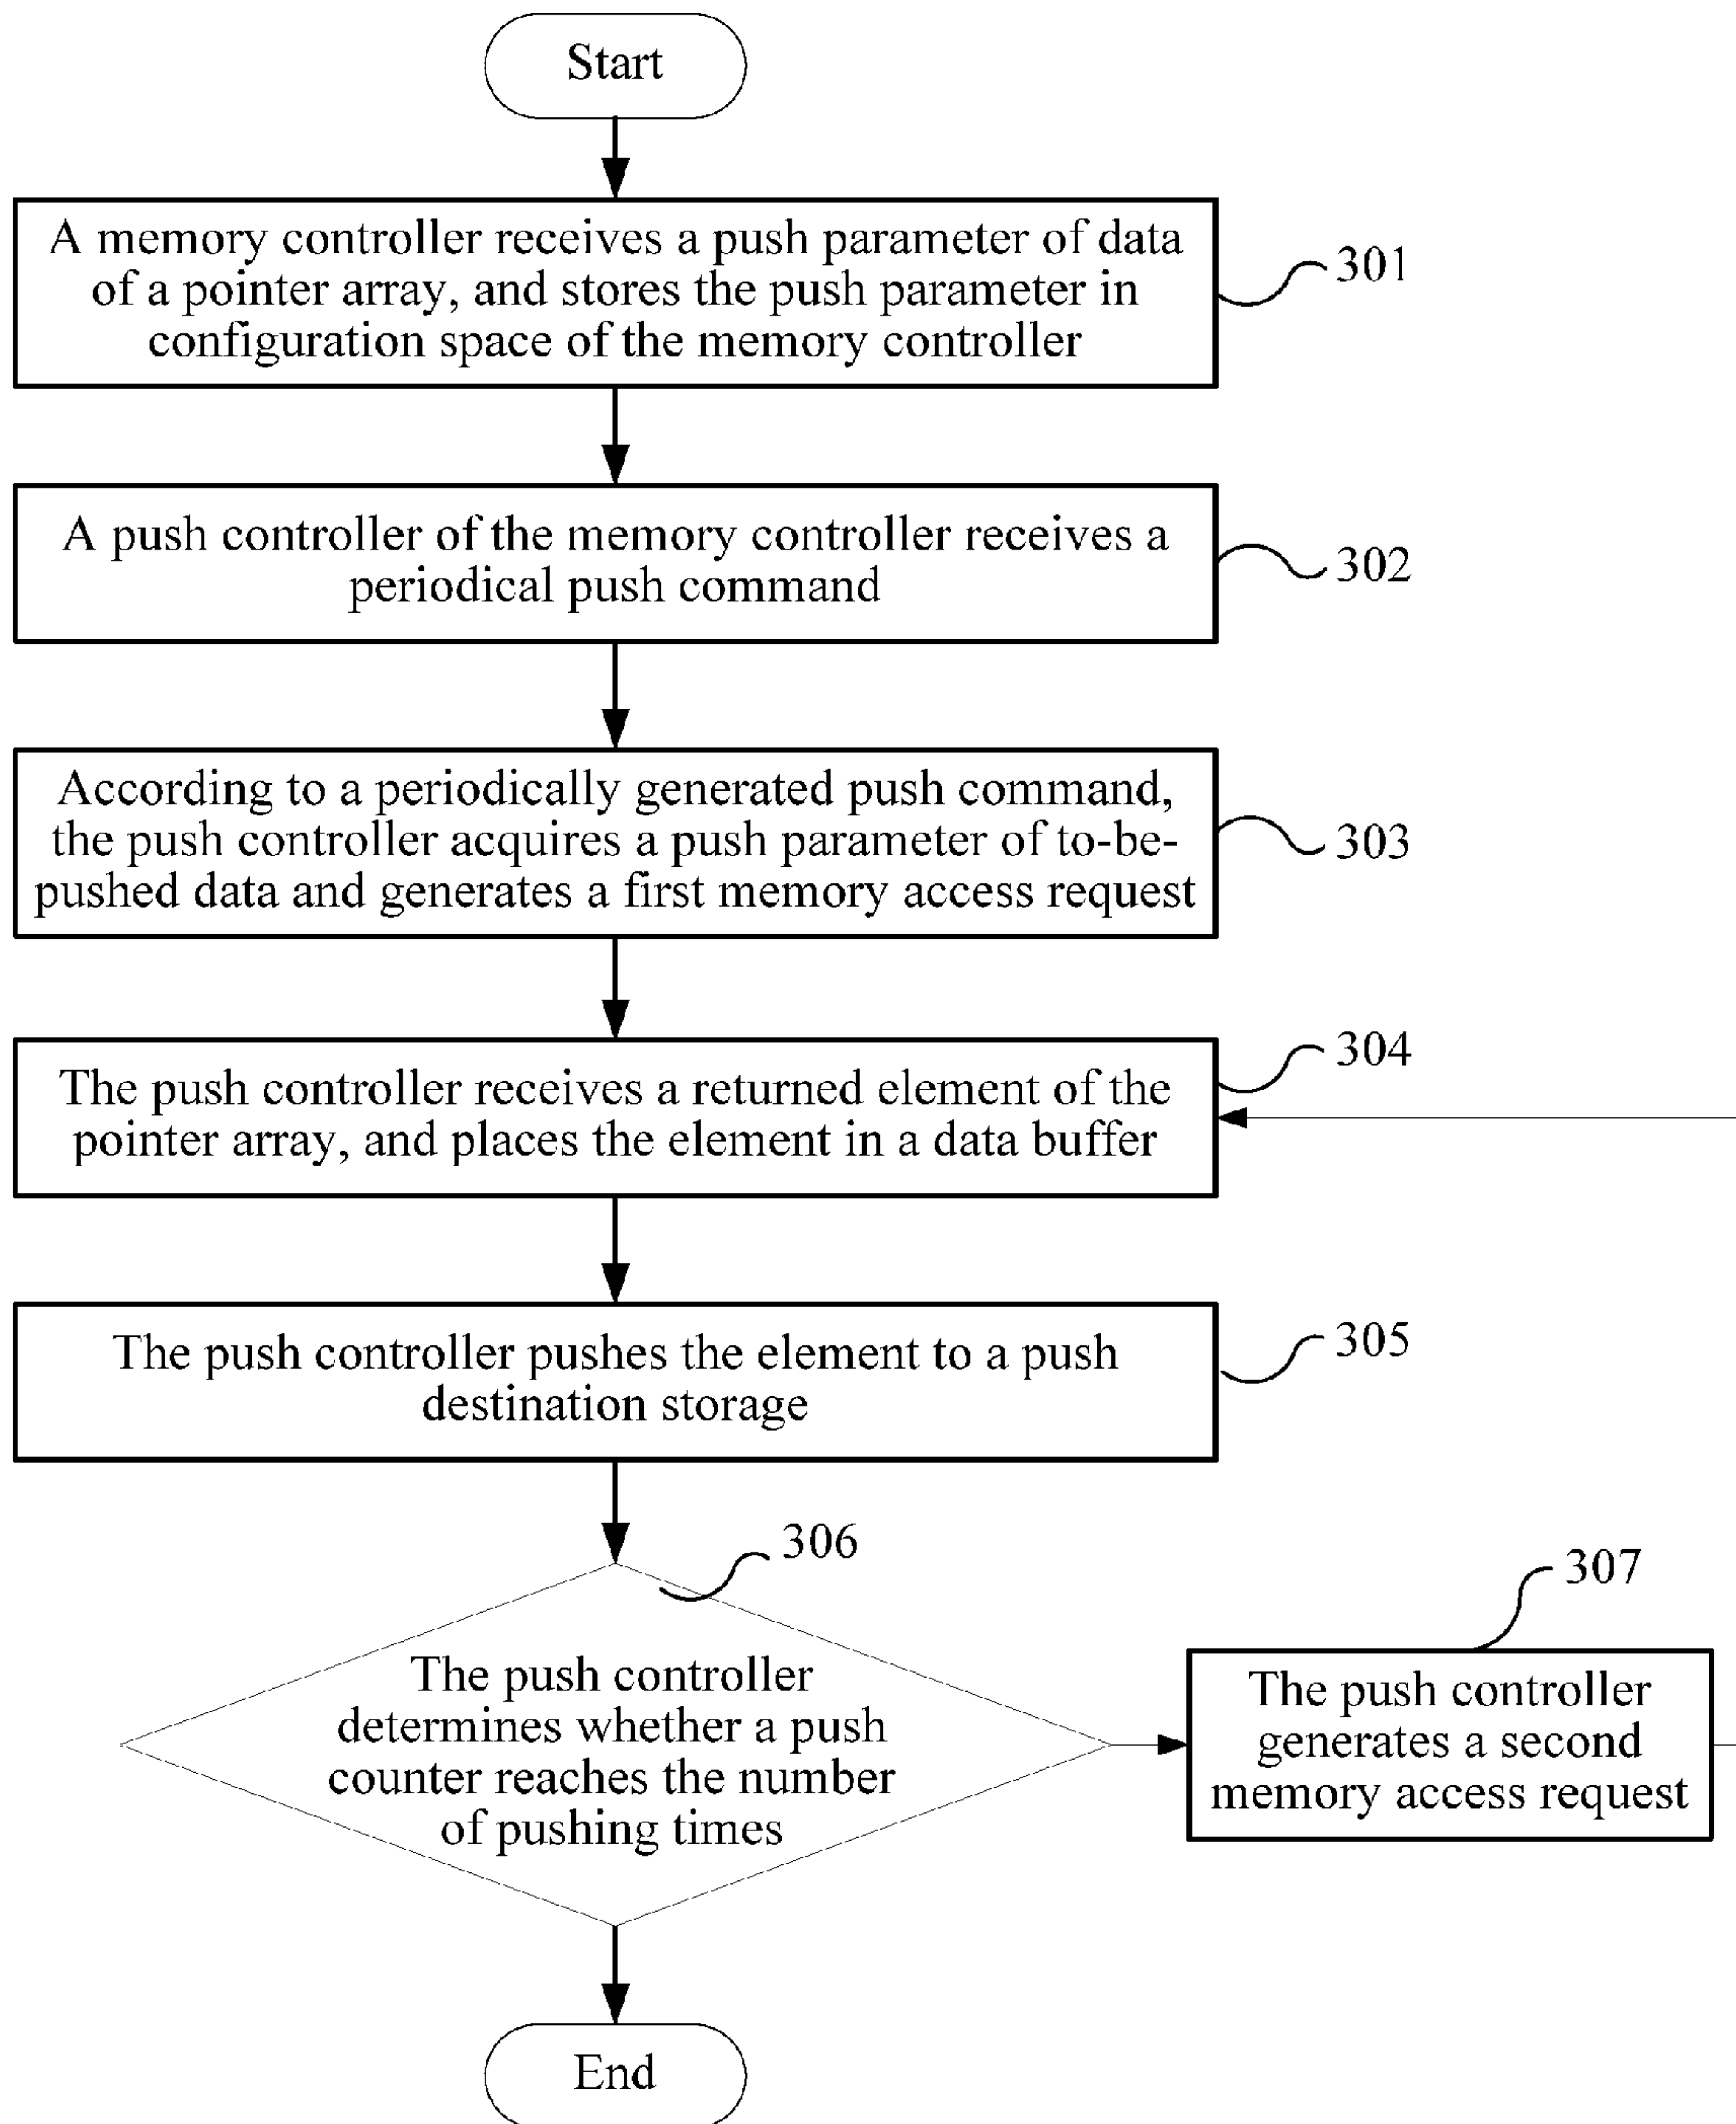 Start
A memory controller receives a push parameter of data
of a pointer array, and stores the push parameter in
configuration space of the memory controller
301
A push controller of the memory controller receives a
periodical push command
302
According to a periodically generated push command,
the push controller acquires a push parameter of to-be-
pushed data and generates a first memory access request
303
The push controller receives a returned element of the
pointer array, and places the element in a data buffer
304
The push controller pushes the element to a push
destination storage
305
306
The push controller
determines whether a push
counter reaches the number
of pushing times
307
The push controller
generates a second
memory access request
End